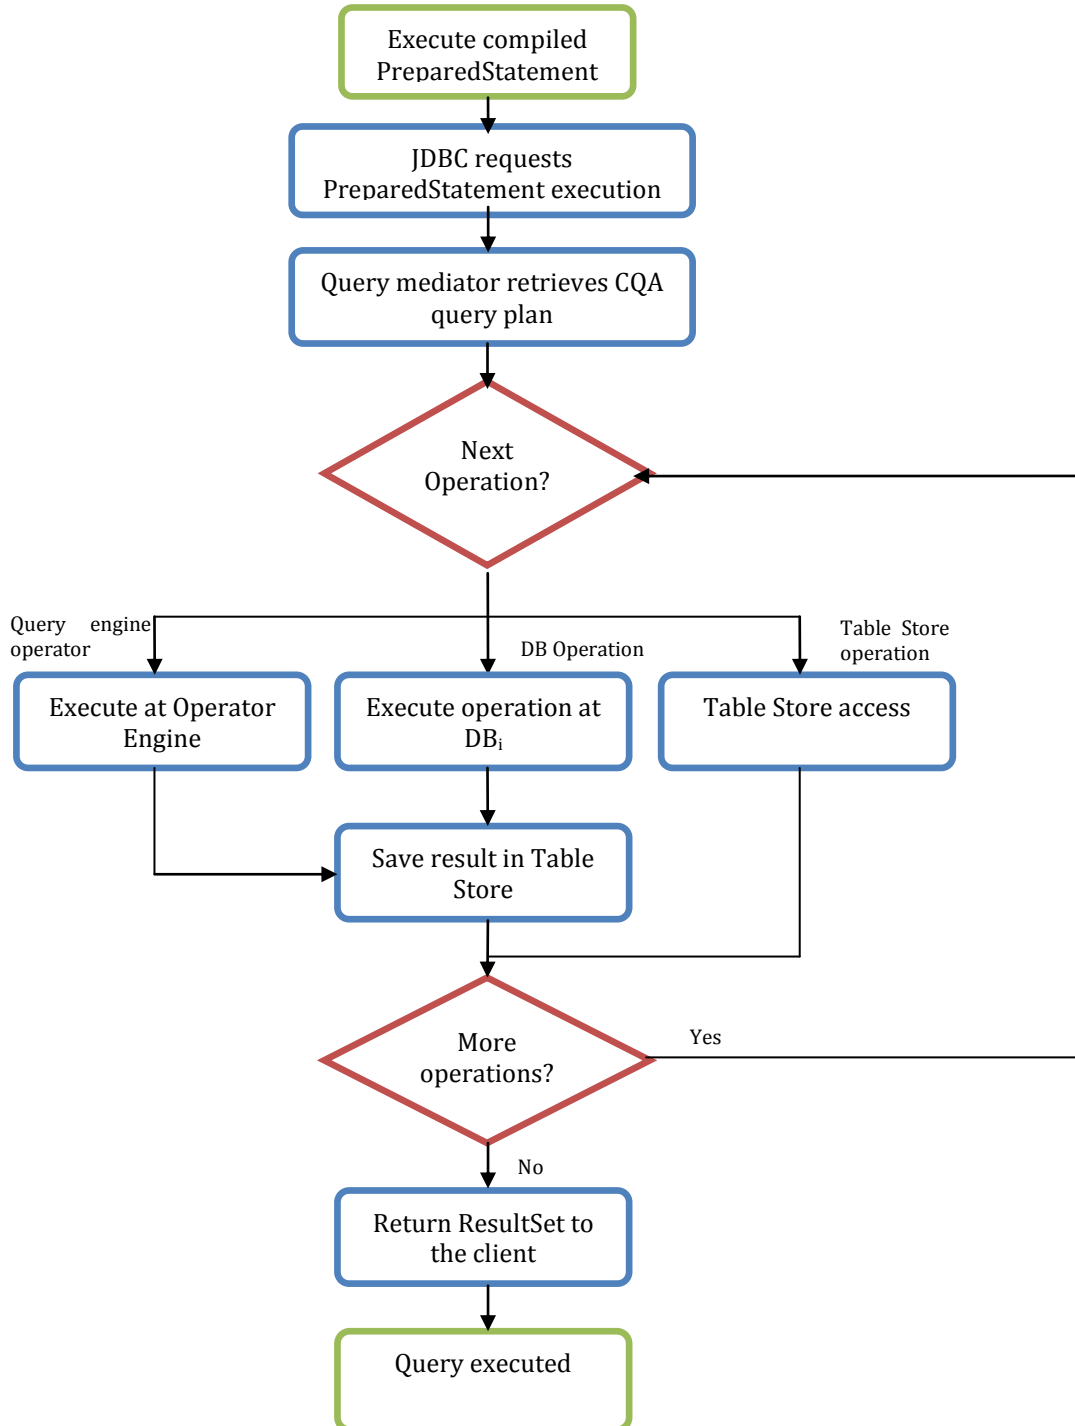 Execute compiled
PreparedStatement
JDBC requests
PreparedStatement execution
Query mediator retrieves CQA
query plan
Next
Operation?
Query engine
operator
DB Operation
Table Store
operation
Execute at Operator
Engine
Execute operation at
DBi
Table Store access
Save result in Table
Store
More
operations?
Yes
No
Return ResultSet to
the client
Query executed